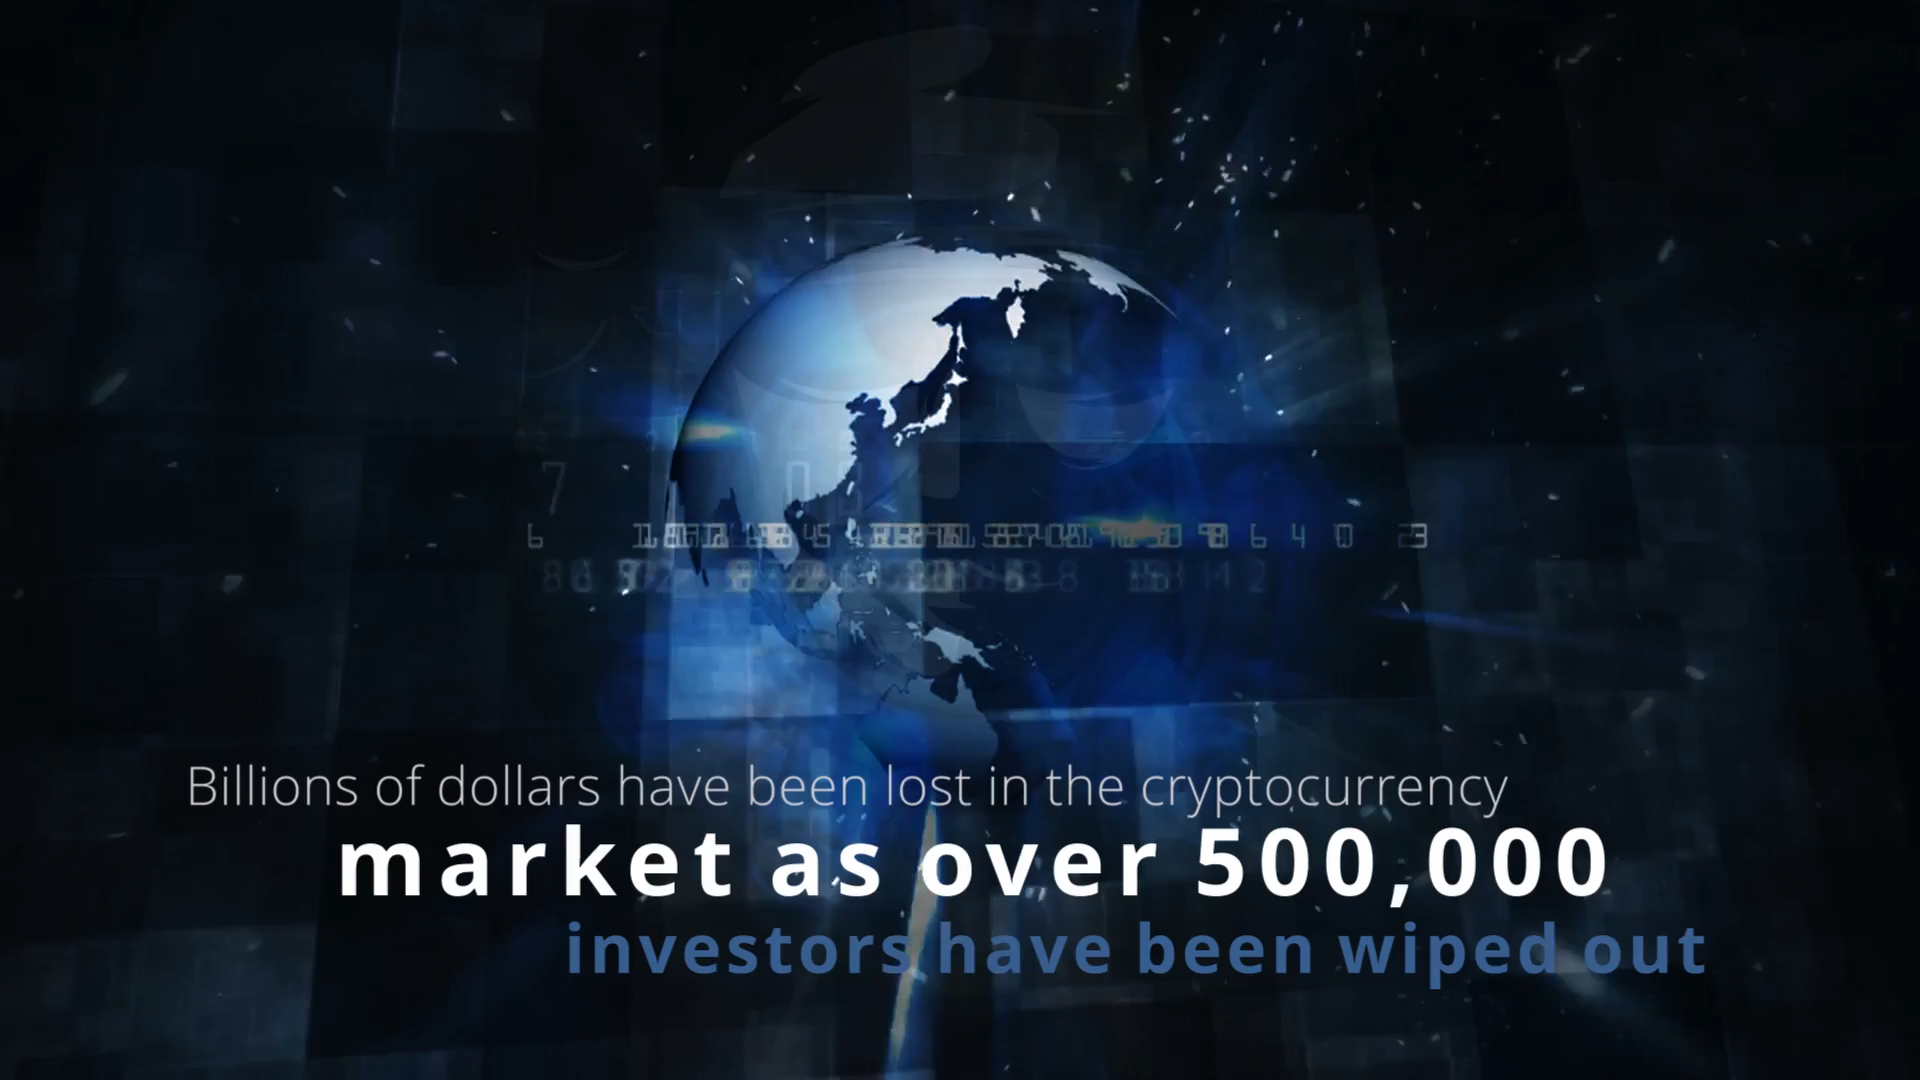 Billions of dollars have been lost in the cryptocurrency
market as over 500,000
investors have been wiped out